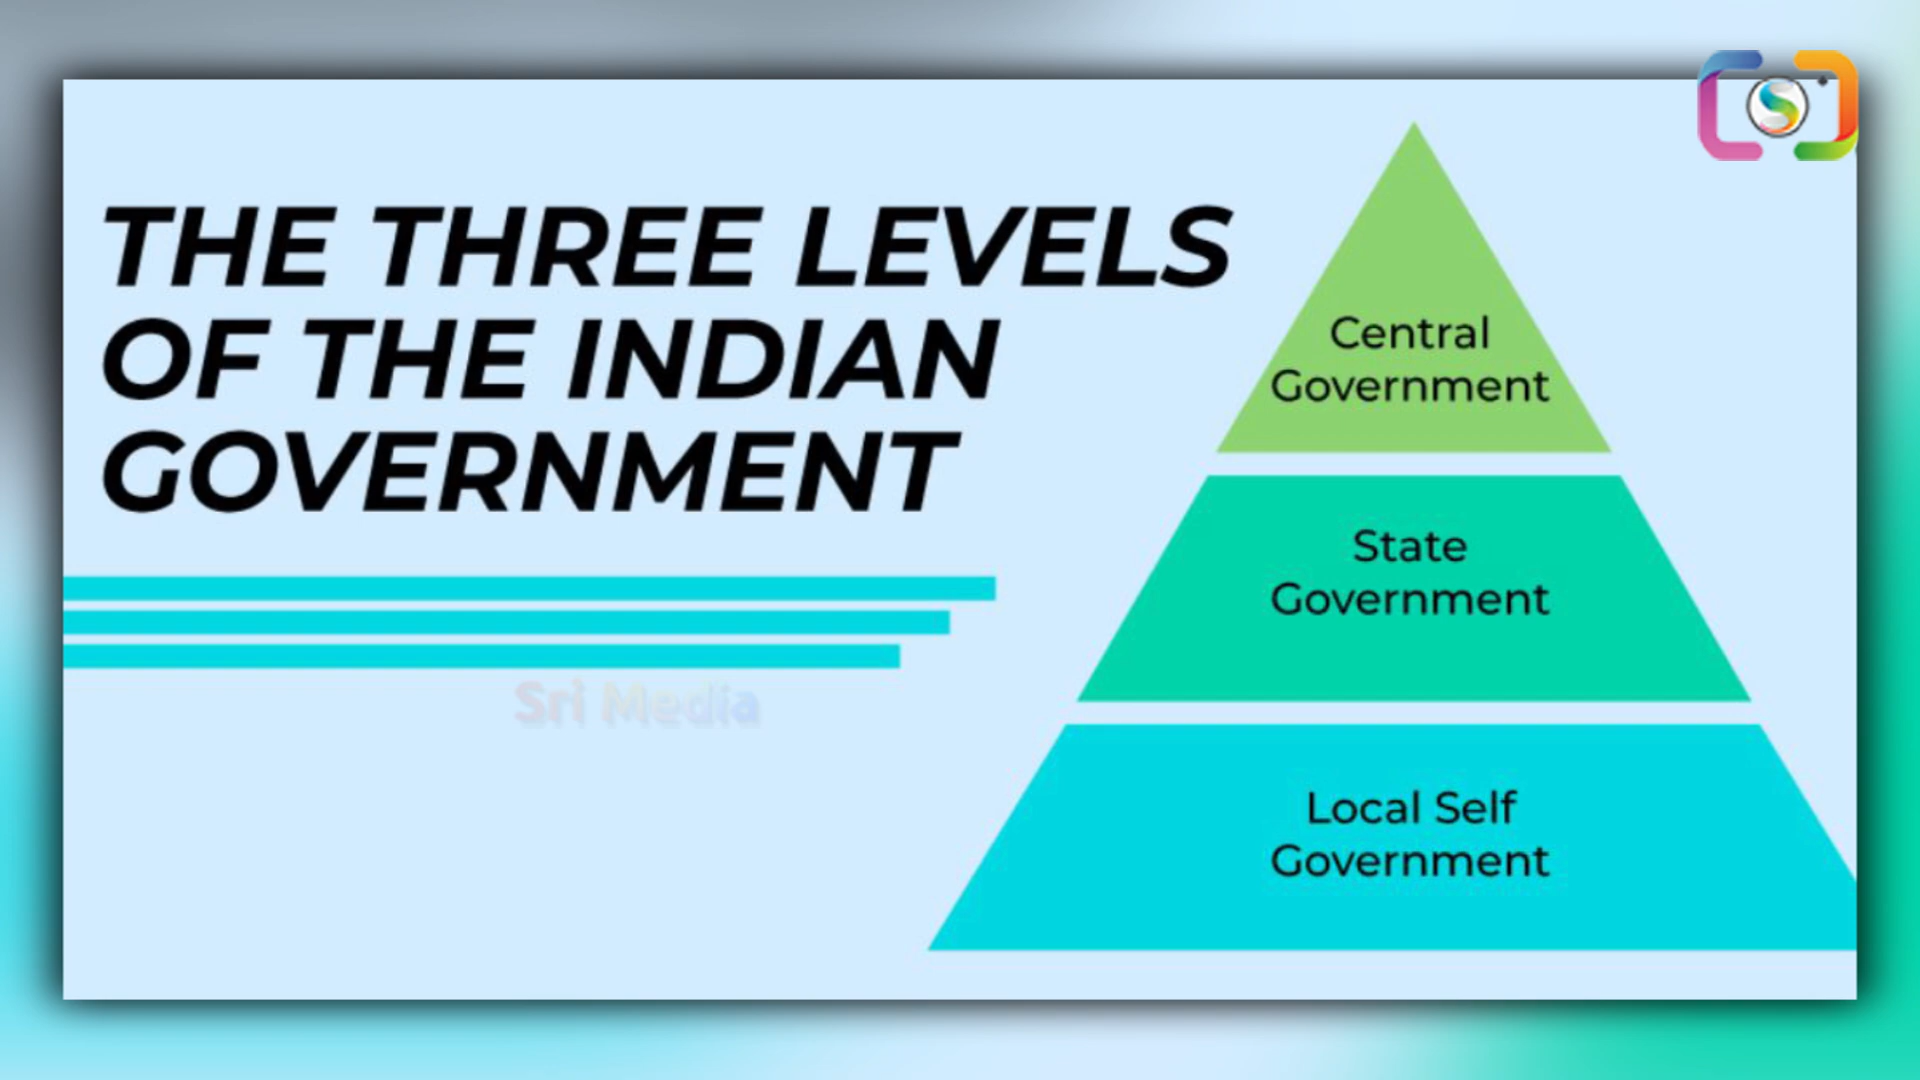 THE THREE LEVELS
OF THE INDIAN
GOVERNMENT
Central
Government
State
Government
Local Self
Government
Sri Media